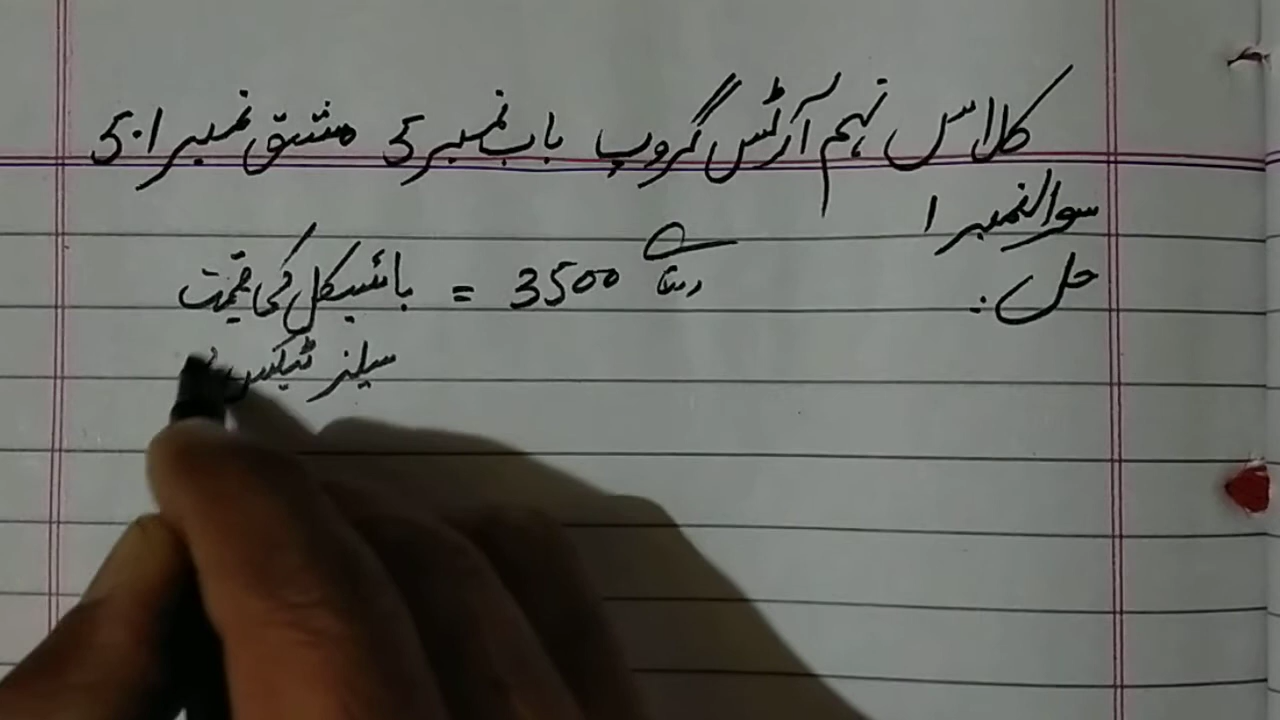 کلاس نہم آرٹس گروپ باب نمبر 5 مشق نمبر 5.1
سوال نمبر 1
حل:
بائیسکل کی قیمت = 3500 روپے
سیلز ٹیکس